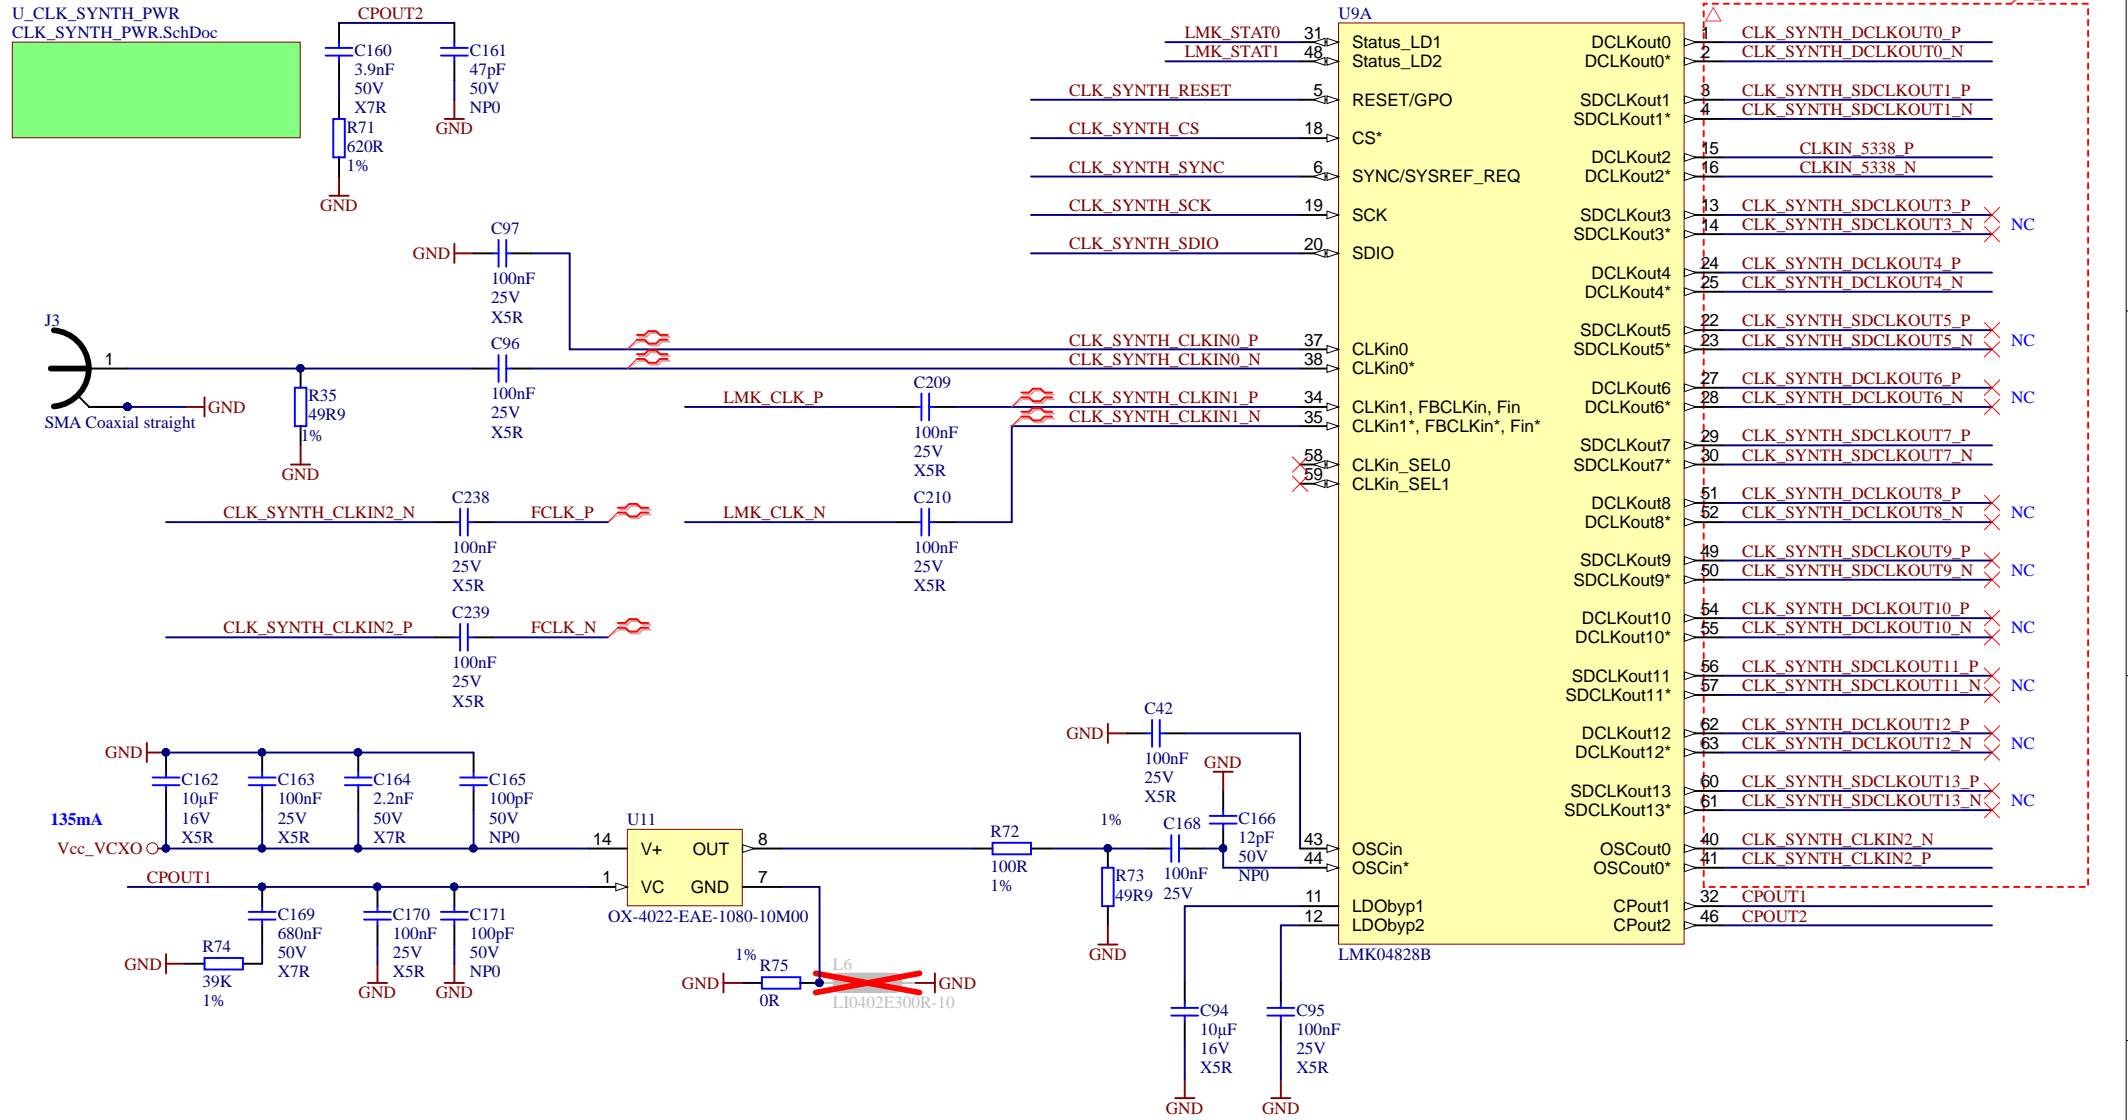 U_CLK_SYNTH_PWR
CLK_SYNTH_PWR.SchDoc
CPOUT2
C160
3.9nF
50V
X7R
R71
620R
1%
GND
C161
47pF
50V
NP0
GND
GND
C97
100nF
25V
X5R
J3
1
SMA Coaxial straight
GND
R35
49R9
1%
GND
C96
100nF
25V
X5R
LMK_CLK_P
C209
100nF
25V
X5R
LMK_CLK_N
C210
100nF
25V
X5R
CLK_SYNTH_CLKIN2_N
C238
100nF
25V
X5R
FCLK_P
CLK_SYNTH_CLKIN2_P
C239
100nF
25V
X5R
FCLK_N
GND
C162
10µF
16V
X5R
C163
100nF
25V
X5R
C164
2.2nF
50V
X7R
C165
100pF
50V
NP0
135mA
Vcc_VCXO
CPOUT1
C169
680nF
50V
X7R
GND
R74
39K
1%
C170
100nF
25V
X5R
GND
C171
100pF
50V
NP0
GND
U11
14 V+ OUT 8
1 VC GND 7
OX-4022-EAE-1080-10M00
GND
1%
R75
0R
L6
LI0402E300R-10
GND
R72
100R
1%
1%
R73
49R9
GND
C168
100nF
25V
GND
C42
100nF
25V
X5R
GND
C166
12pF
50V
NP0
C94
10µF
16V
X5R
GND
C95
100nF
25V
X5R
GND
U9A
LMK_STAT0 31 Status_LD1
LMK_STAT1 48 Status_LD2
CLK_SYNTH_RESET 5 RESET/GPO
CLK_SYNTH_CS 18 CS*
CLK_SYNTH_SYNC 6 SYNC/SYSREF_REQ
CLK_SYNTH_SCK 19 SCK
CLK_SYNTH_SDIO 20 SDIO
CLK_SYNTH_CLKIN0_P 37 CLKin0
CLK_SYNTH_CLKIN0_N 38 CLKin0*
CLK_SYNTH_CLKIN1_P 34 CLKin1, FBCLKin, Fin
CLK_SYNTH_CLKIN1_N 35 CLKin1*, FBCLKin*, Fin*
58 CLKin_SEL0
59 CLKin_SEL1
43 OSCin
44 OSCin*
11 LDObyp1
12 LDObyp2
DCLKout0 1 CLK_SYNTH_DCLKOUT0_P
DCLKout0* 2 CLK_SYNTH_DCLKOUT0_N
SDCLKout1 3 CLK_SYNTH_SDCLKOUT1_P
SDCLKout1* 4 CLK_SYNTH_SDCLKOUT1_N
DCLKout2 15 CLKIN_5338_P
DCLKout2* 16 CLKIN_5338_N
SDCLKout3 13 CLK_SYNTH_SDCLKOUT3_P
SDCLKout3* 14 CLK_SYNTH_SDCLKOUT3_N
NC
DCLKout4 24 CLK_SYNTH_DCLKOUT4_P
DCLKout4* 25 CLK_SYNTH_DCLKOUT4_N
SDCLKout5 22 CLK_SYNTH_SDCLKOUT5_P
SDCLKout5* 23 CLK_SYNTH_SDCLKOUT5_N
NC
DCLKout6 27 CLK_SYNTH_DCLKOUT6_P
DCLKout6* 28 CLK_SYNTH_DCLKOUT6_N
NC
SDCLKout7 29 CLK_SYNTH_SDCLKOUT7_P
SDCLKout7* 30 CLK_SYNTH_SDCLKOUT7_N
DCLKout8 51 CLK_SYNTH_DCLKOUT8_P
DCLKout8* 52 CLK_SYNTH_DCLKOUT8_N
NC
SDCLKout9 49 CLK_SYNTH_SDCLKOUT9_P
SDCLKout9* 50 CLK_SYNTH_SDCLKOUT9_N
NC
DCLKout10 54 CLK_SYNTH_DCLKOUT10_P
DCLKout10* 55 CLK_SYNTH_DCLKOUT10_N
NC
SDCLKout11 56 CLK_SYNTH_SDCLKOUT11_P
SDCLKout11* 57 CLK_SYNTH_SDCLKOUT11_N
NC
DCLKout12 62 CLK_SYNTH_DCLKOUT12_P
DCLKout12* 63 CLK_SYNTH_DCLKOUT12_N
NC
SDCLKout13 60 CLK_SYNTH_SDCLKOUT13_P
SDCLKout13* 61 CLK_SYNTH_SDCLKOUT13_N
NC
OSCout0 40 CLK_SYNTH_CLKIN2_N
OSCout0* 41 CLK_SYNTH_CLKIN2_P
CPout1 32 CPOUT1
CPout2 46 CPOUT2
LMK04828B